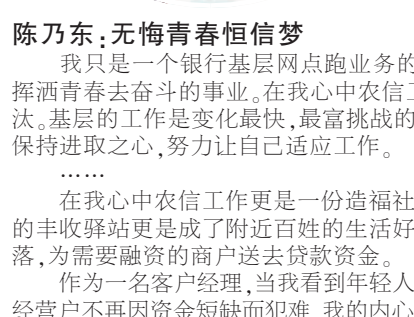 陈乃东:无悔青春恒信梦
我只是一个银行基层网点跑业务的
挥洒青春去奋斗的事业。在我心中农信
汰。基层的工作是变化最快,最富挑战的
保持进取之心,努力让自己适应工作。
……
在我心中农信工作更是一份造福社
的丰收驿站更是成了附近百姓的生活好
落,为需要融资的商户送去贷款资金。
作为一名客户经理,当我看到年轻人
经营户不再因资金短缺而犯难,我的内心